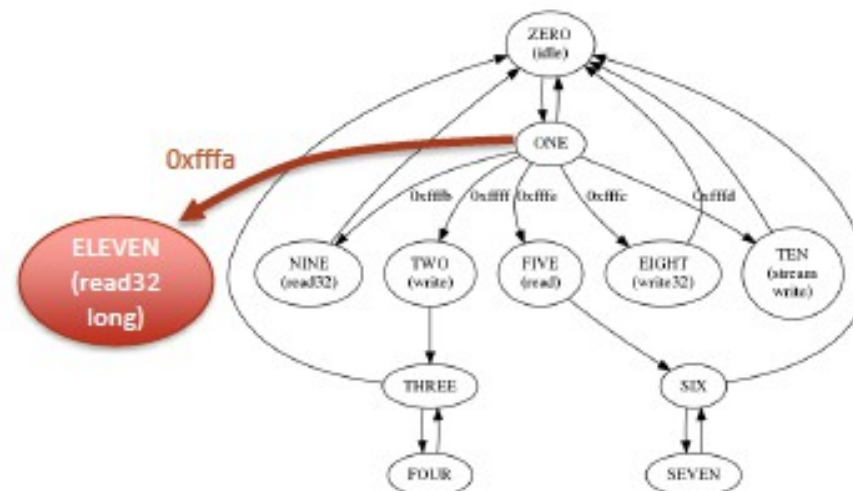 ZERO
(idle)
ONE
0xfffa
0xfffb
0xffff
0xfffe
0xfffc
0xfffd
ELEVEN
(read32
long)
NINE
(read32)
TWO
(write)
FIVE
(read)
EIGHT
(write32)
TEN
(stream
write)
THREE
SIX
FOUR
SEVEN